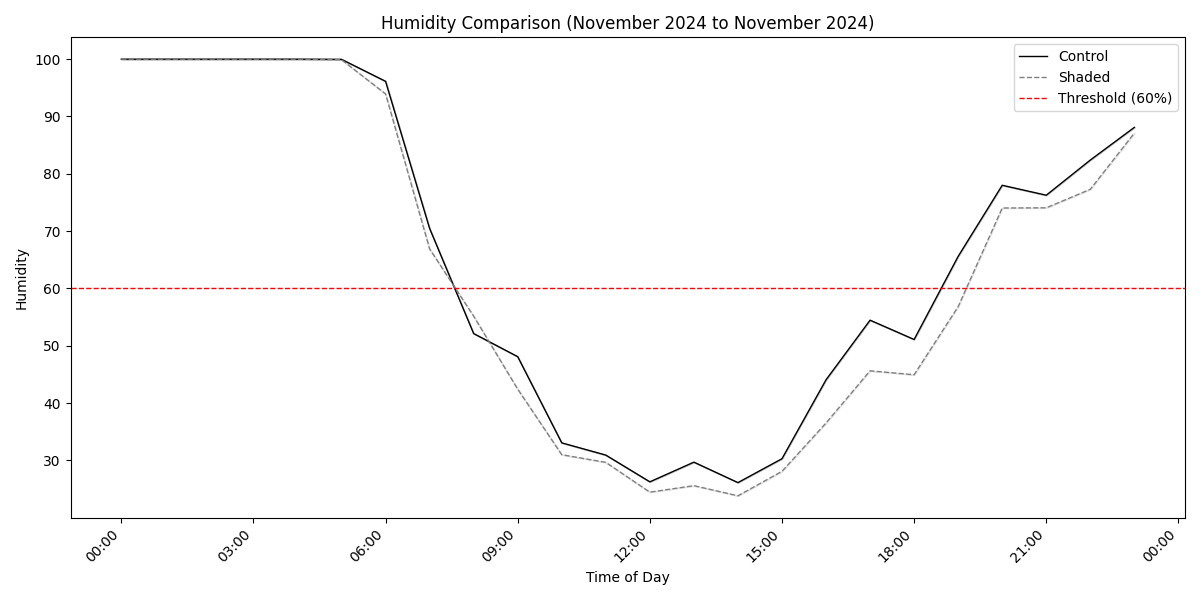 Humidity Comparison (November 2024 to November 2024)
Control
Shaded
Threshold (60%)
Humidity
100
90
80
70
60
50
40
30
00:00
03:00
06:00
09:00
12:00
15:00
18:00
21:00
00:00
Time of Day